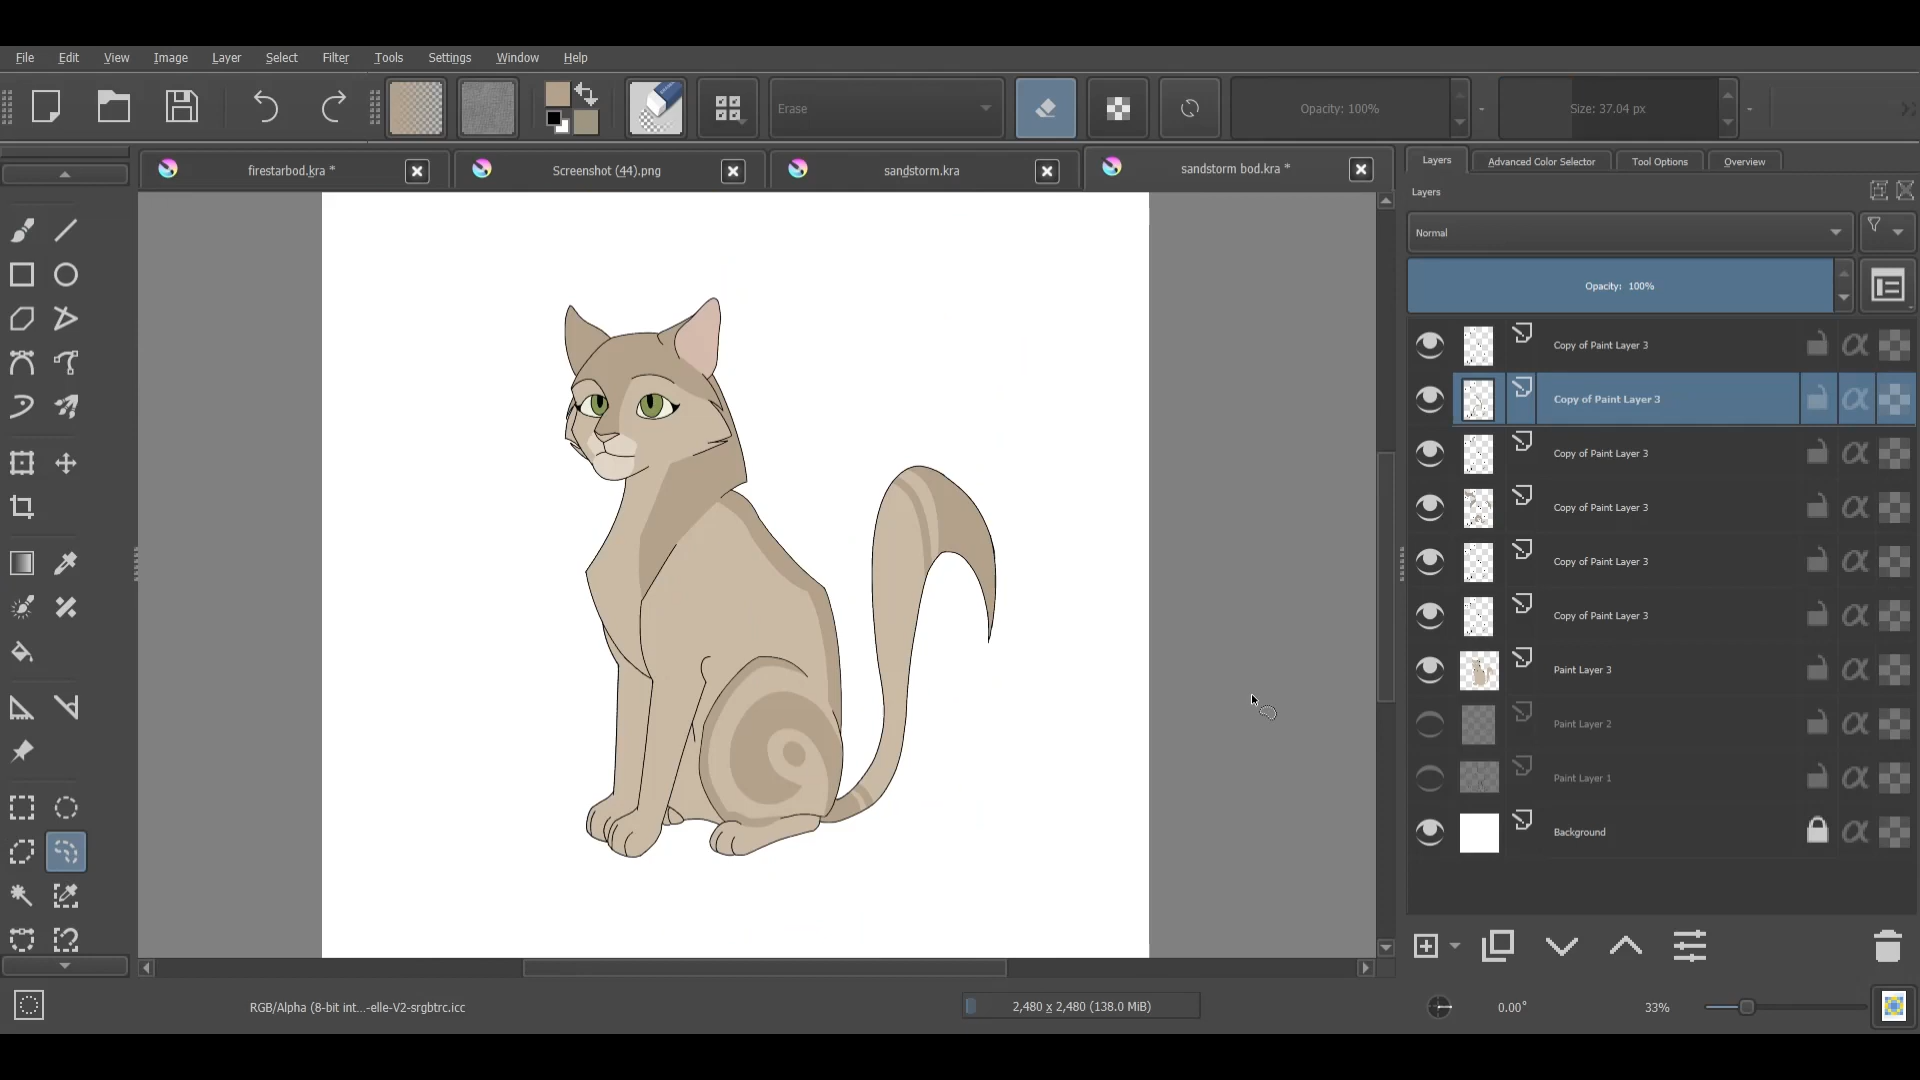 File Edit View Image Layer Select Filter Tools Settings Window Help
Erase
Opacity: 100%
Size: 37.04 px
firestarbod.kra *
Screenshot (44).png
sandstorm.kra
sandstorm bod.kra *
Layers
Advanced Color Selector
Tool Options
Overview
Layers
Normal
Opacity: 100%
Copy of Paint Layer 3
Copy of Paint Layer 3
Copy of Paint Layer 3
Copy of Paint Layer 3
Copy of Paint Layer 3
Copy of Paint Layer 3
Paint Layer 3
Paint Layer 2
Paint Layer 1
Background
RGB/Alpha (8-bit int...-elle-V2-srgbtrc.icc
2,480 x 2,480 (138.0 MiB)
0.00°
33%